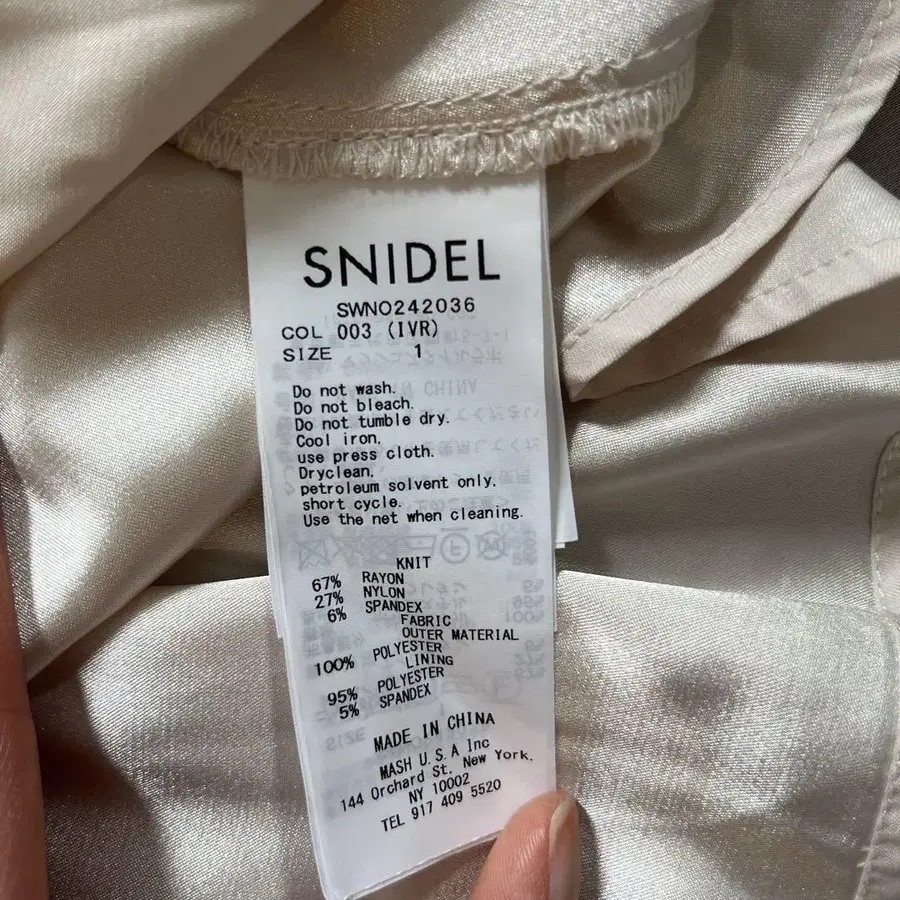 SNIDEL
SWNO242036
COL 003 (IVR)
SIZE 1
Do not wash.
Do not bleach.
Do not tumble dry.
Cool iron,
use press cloth.
Dryclean,
petroleum solvent only.
short cycle.
Use the net when cleaning.
KNIT
67% RAYON
27% NYLON
6% SPANDEX
FABRIC
OUTER MATERIAL
100% POLYESTER
LINING
95% POLYESTER
5% SPANDEX
MADE IN CHINA
MASH U.S.A Inc
144 Orchard St. New York,
NY 10002
TEL 917 409 5520